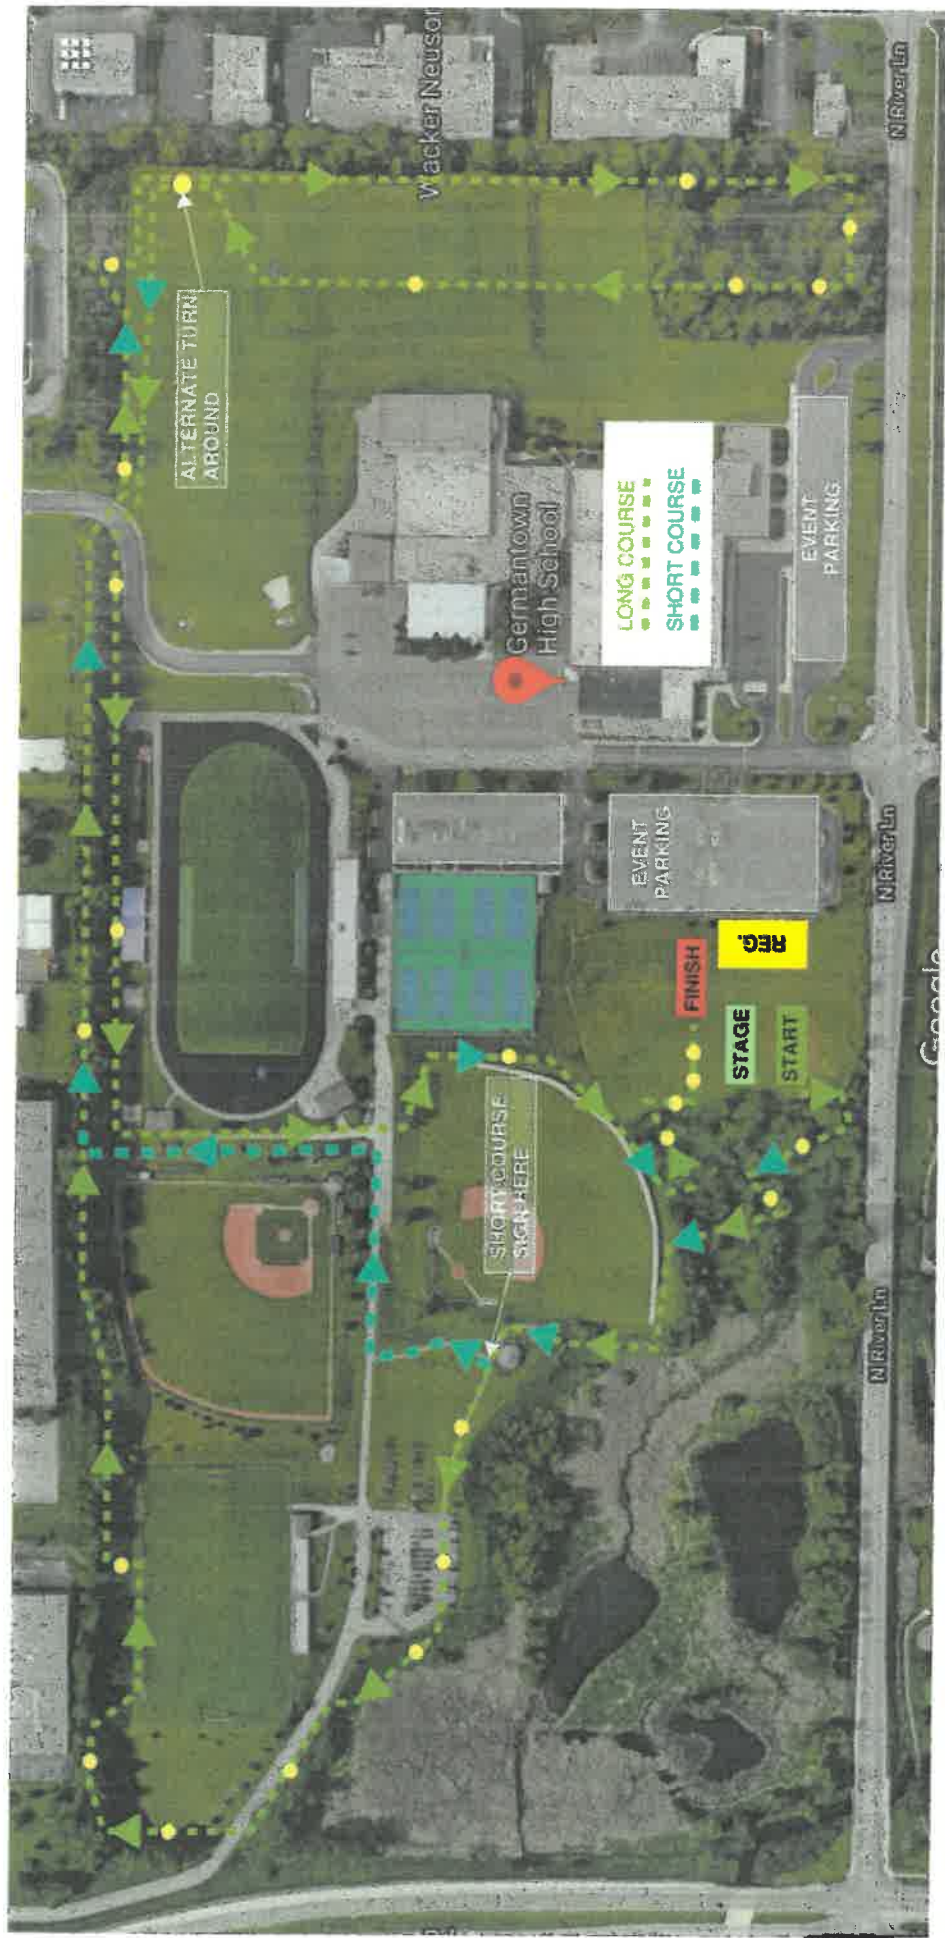 Wacker Neuson
N River Ln
ALTERNATE TURN
AROUND
Germantown
High School
LONG COURSE
SHORT COURSE
EVENT
PARKING
EVENT
PARKING
N River Ln
REG.
FINISH
STAGE
START
Google
SHORT COURSE
SIGN HERE
N River Ln